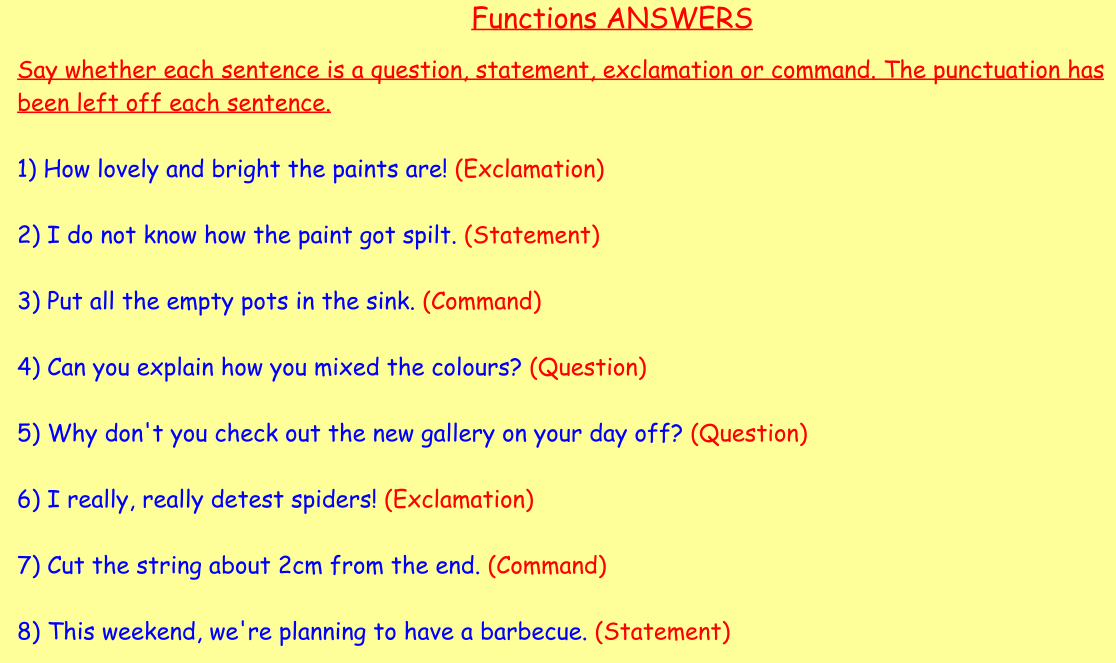 Functions ANSWERS
Say whether each sentence is a question, statement, exclamation or command. The punctuation has
been left off each sentence.
1) How lovely and bright the paints are! (Exclamation)
2) I do not know how the paint got spilt. (Statement)
3) Put all the empty pots in the sink. (Command)
4) Can you explain how you mixed the colours? (Question)
5) Why don't you check out the new gallery on your day off? (Question)
6) I really, really detest spiders! (Exclamation)
7) Cut the string about 2cm from the end. (Command)
8) This weekend, we're planning to have a barbecue. (Statement)